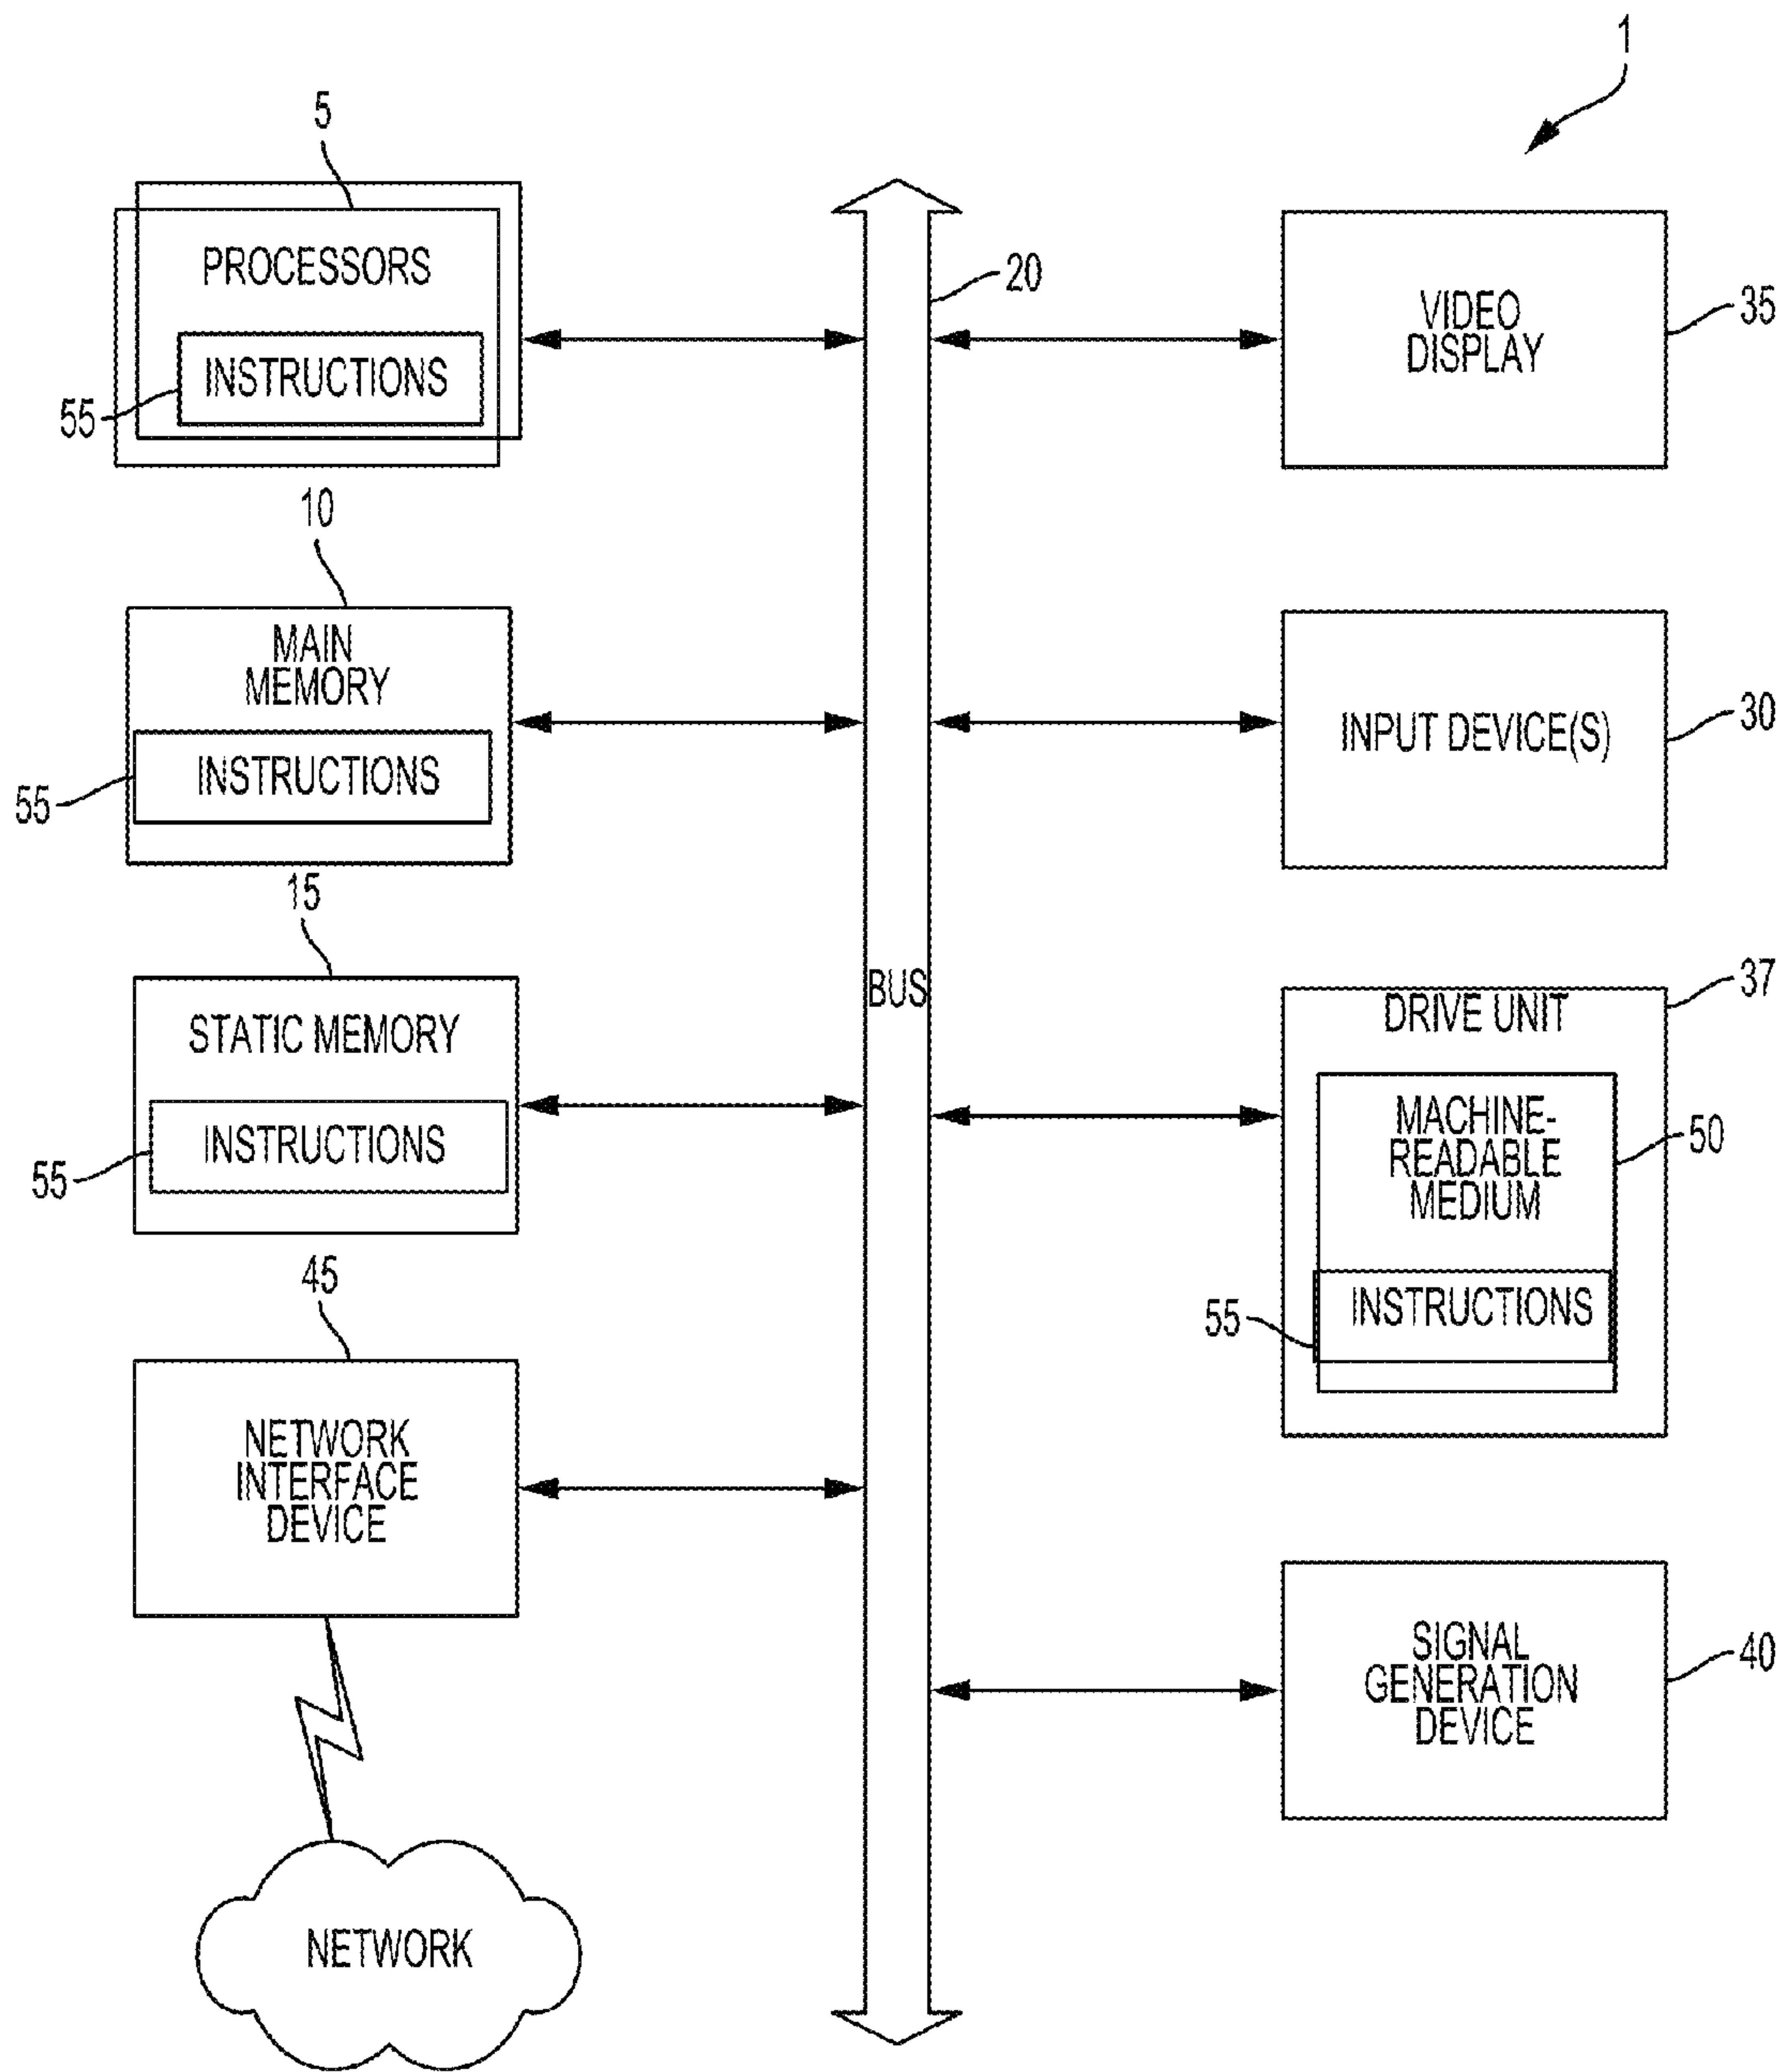 1
5
PROCESSORS
INSTRUCTIONS
55
10
MAIN
MEMORY
INSTRUCTIONS
55
15
STATIC MEMORY
INSTRUCTIONS
55
45
NETWORK
INTERFACE
DEVICE
NETWORK
20
BUS
VIDEO
DISPLAY
35
INPUT DEVICE(S)
30
37
DRIVE UNIT
MACHINE-
READABLE
MEDIUM
50
INSTRUCTIONS
55
SIGNAL
GENERATION
DEVICE
40